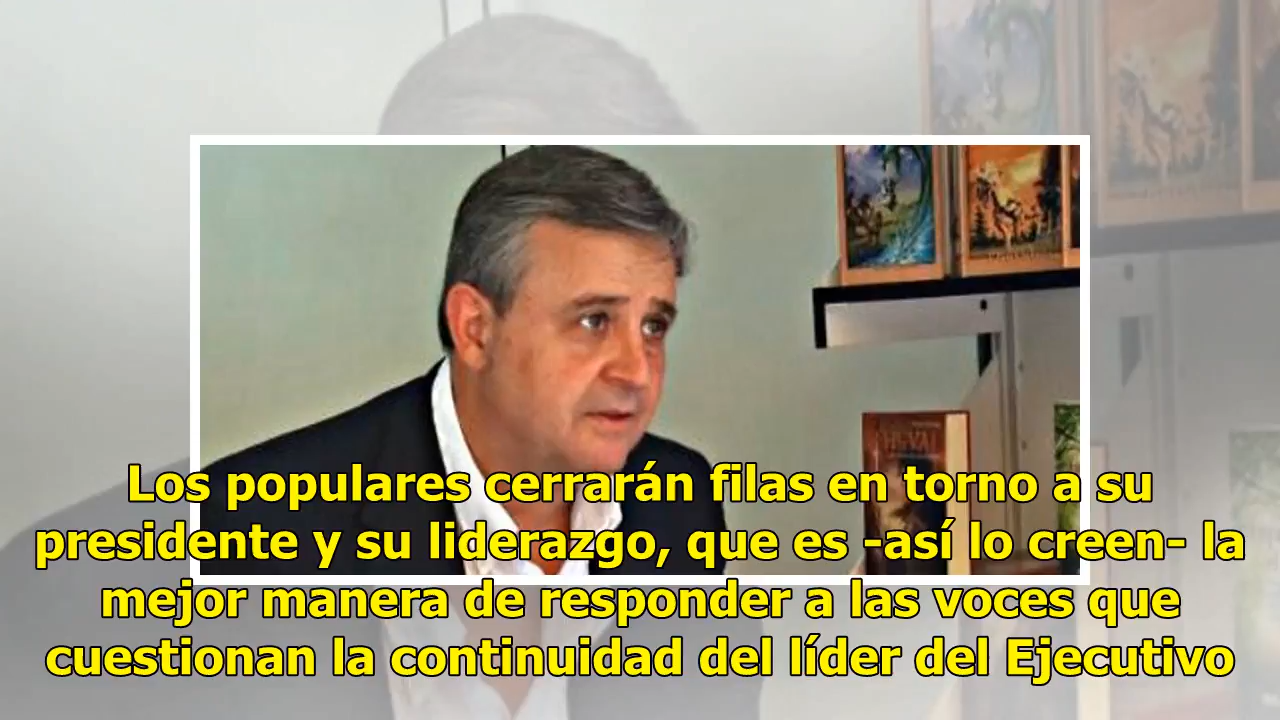 Los populares cerrarán filas en torno a su
presidente y su liderazgo, que es -así lo creen- la
mejor manera de responder a las voces que
cuestionan la continuidad del líder del Ejecutivo